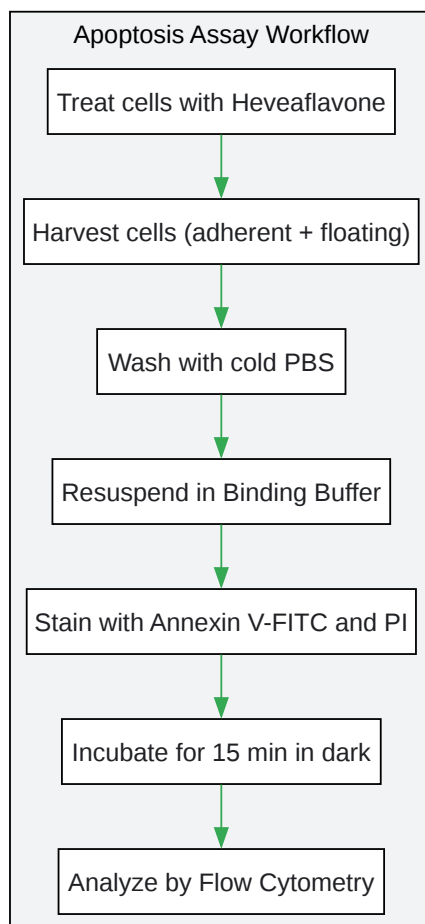 Apoptosis Assay Workflow
Treat cells with Heveaflavone
Harvest cells (adherent + floating)
Wash with cold PBS
Resuspend in Binding Buffer
Stain with Annexin V-FITC and PI
Incubate for 15 min in dark
Analyze by Flow Cytometry